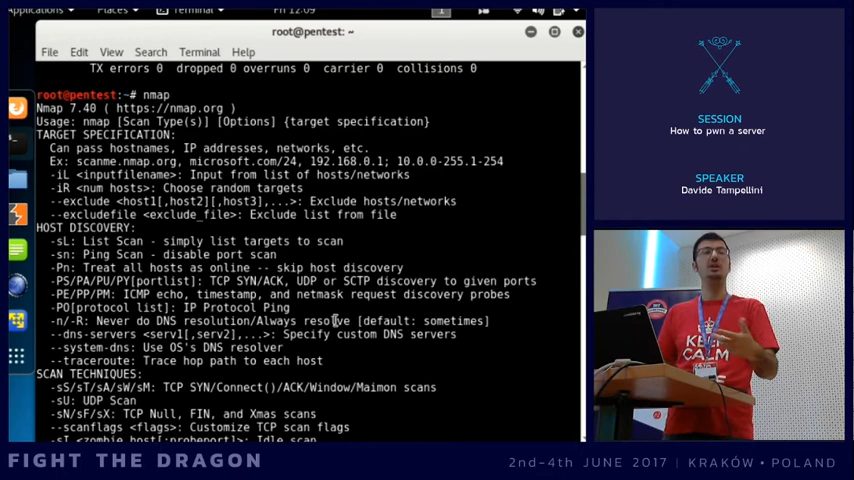 Applications Places Terminal Fri 12:09 1
root@pentest: ~
File Edit View Search Terminal Help
TX errors 0 dropped 0 overruns 0 carrier 0 collisions 0
root@pentest:~# nmap
Nmap 7.40 ( https://nmap.org )
Usage: nmap [Scan Type(s)] [Options] {target specification}
TARGET SPECIFICATION:
Can pass hostnames, IP addresses, networks, etc.
Ex: scanme.nmap.org, microsoft.com/24, 192.168.0.1; 10.0.0-255.1-254
-iL <inputfilename>: Input from list of hosts/networks
-iR <num hosts>: Choose random targets
--exclude <host1[,host2][,host3],...>: Exclude hosts/networks
--excludefile <exclude_file>: Exclude list from file
HOST DISCOVERY:
-sL: List Scan - simply list targets to scan
-sn: Ping Scan - disable port scan
-Pn: Treat all hosts as online -- skip host discovery
-PS/PA/PU/PY[portlist]: TCP SYN/ACK, UDP or SCTP discovery to given ports
-PE/PP/PM: ICMP echo, timestamp, and netmask request discovery probes
-PO[protocol list]: IP Protocol Ping
-n/-R: Never do DNS resolution/Always resolve [default: sometimes]
--dns-servers <serv1[,serv2],...>: Specify custom DNS servers
--system-dns: Use OS's DNS resolver
--traceroute: Trace hop path to each host
SCAN TECHNIQUES:
-sS/sT/sA/sW/sM: TCP SYN/Connect()/ACK/Window/Maimon scans
-sU: UDP Scan
-sN/sF/sX: TCP Null, FIN, and Xmas scans
--scanflags <flags>: Customize TCP scan flags
-sI <zombie host[:probeport]>: Idle scan
SESSION
How to pwn a server
SPEAKER
Davide Tampellini
KEEP
CALM
FIGHT THE DRAGON
2nd-4th JUNE 2017 | KRAKÓW • POLAND